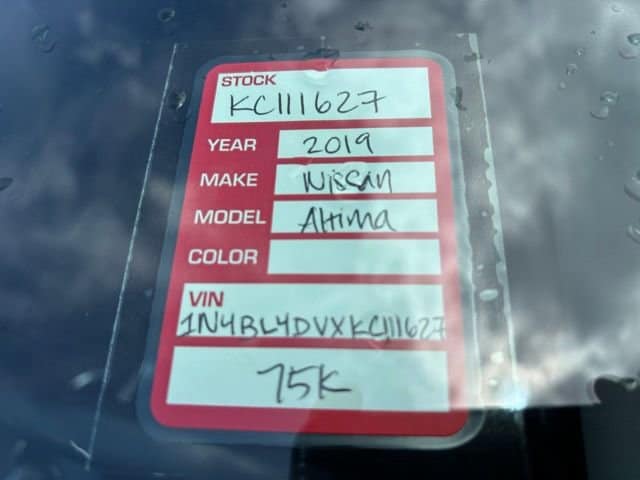 STOCK
KC111627
YEAR 2019
MAKE Nissan
MODEL Altima
COLOR
VIN
1N4BL4DVXKC111627
75K